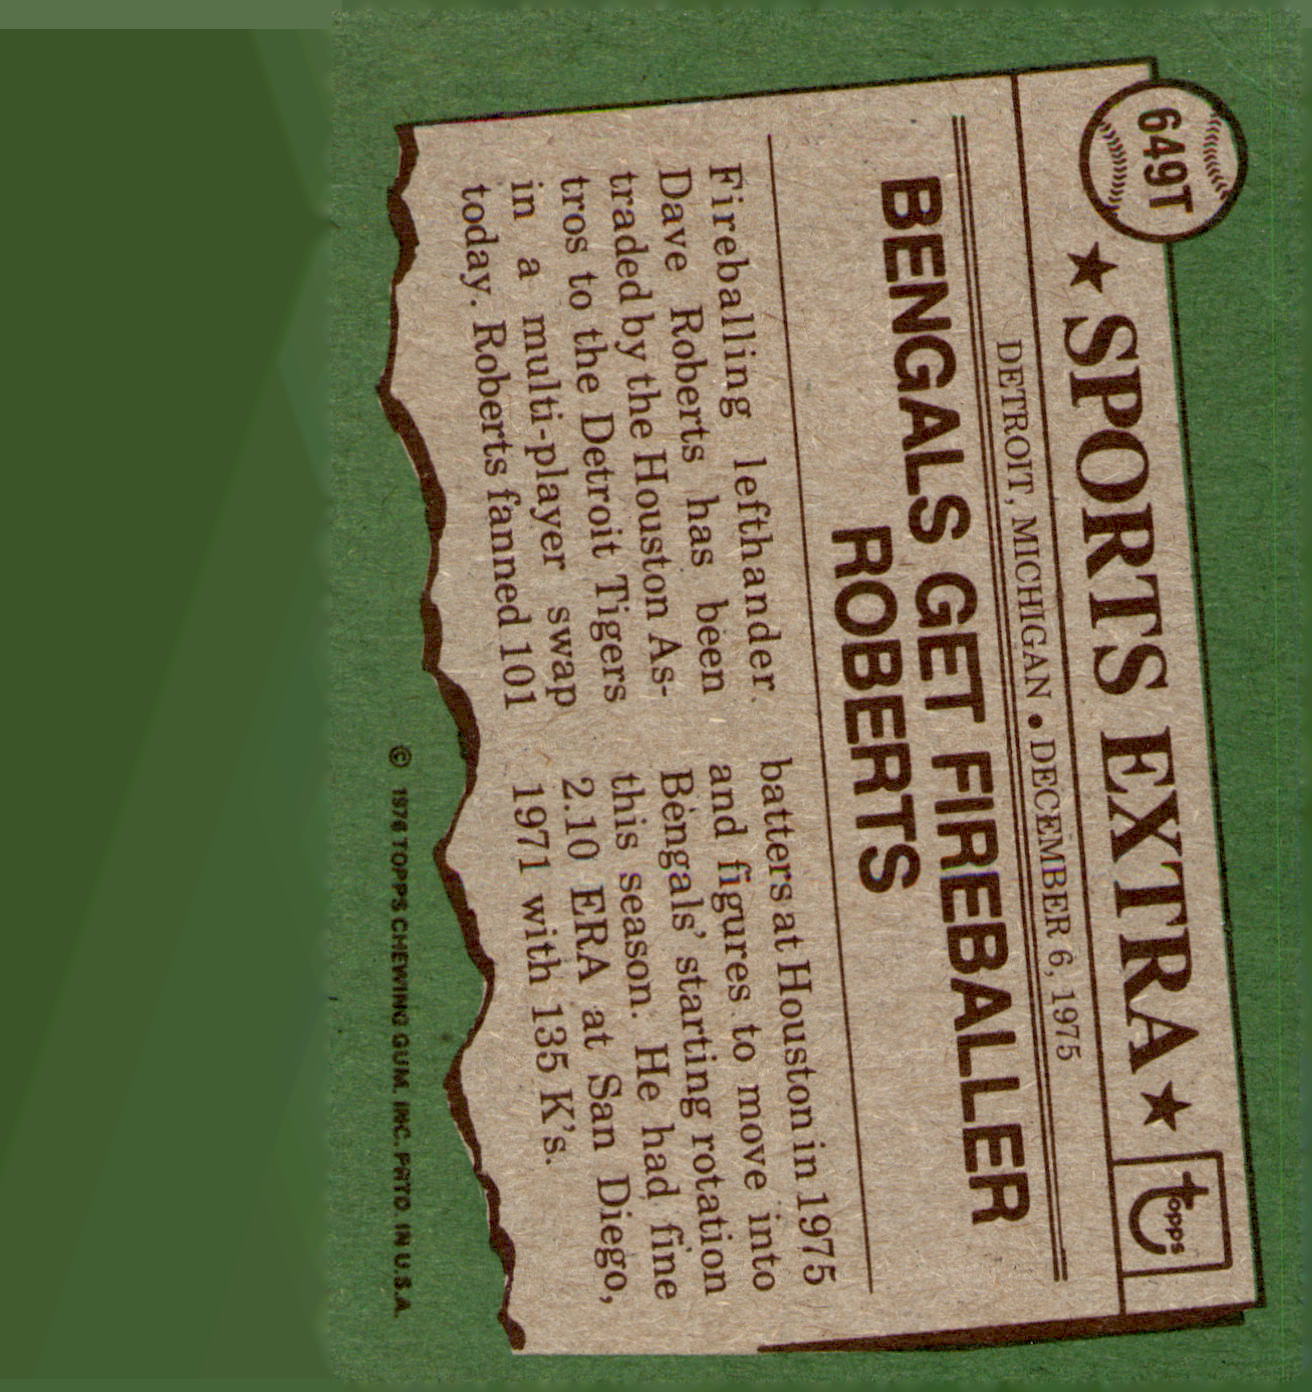 649T
★ SPORTS EXTRA ★
topps
DETROIT, MICHIGAN • DECEMBER 6, 1975
BENGALS GET FIREBALLER
ROBERTS
Fireballing lefthander
Dave Roberts has been
traded by the Houston As-
tros to the Detroit Tigers
in a multi-player swap
today. Roberts fanned 101
batters at Houston in 1975
and figures to move into
Bengals' starting rotation
this season. He had fine
2.10 ERA at San Diego,
1971 with 135 K's.
© 1976 TOPPS CHEWING GUM, INC. PRTD. IN U.S.A.